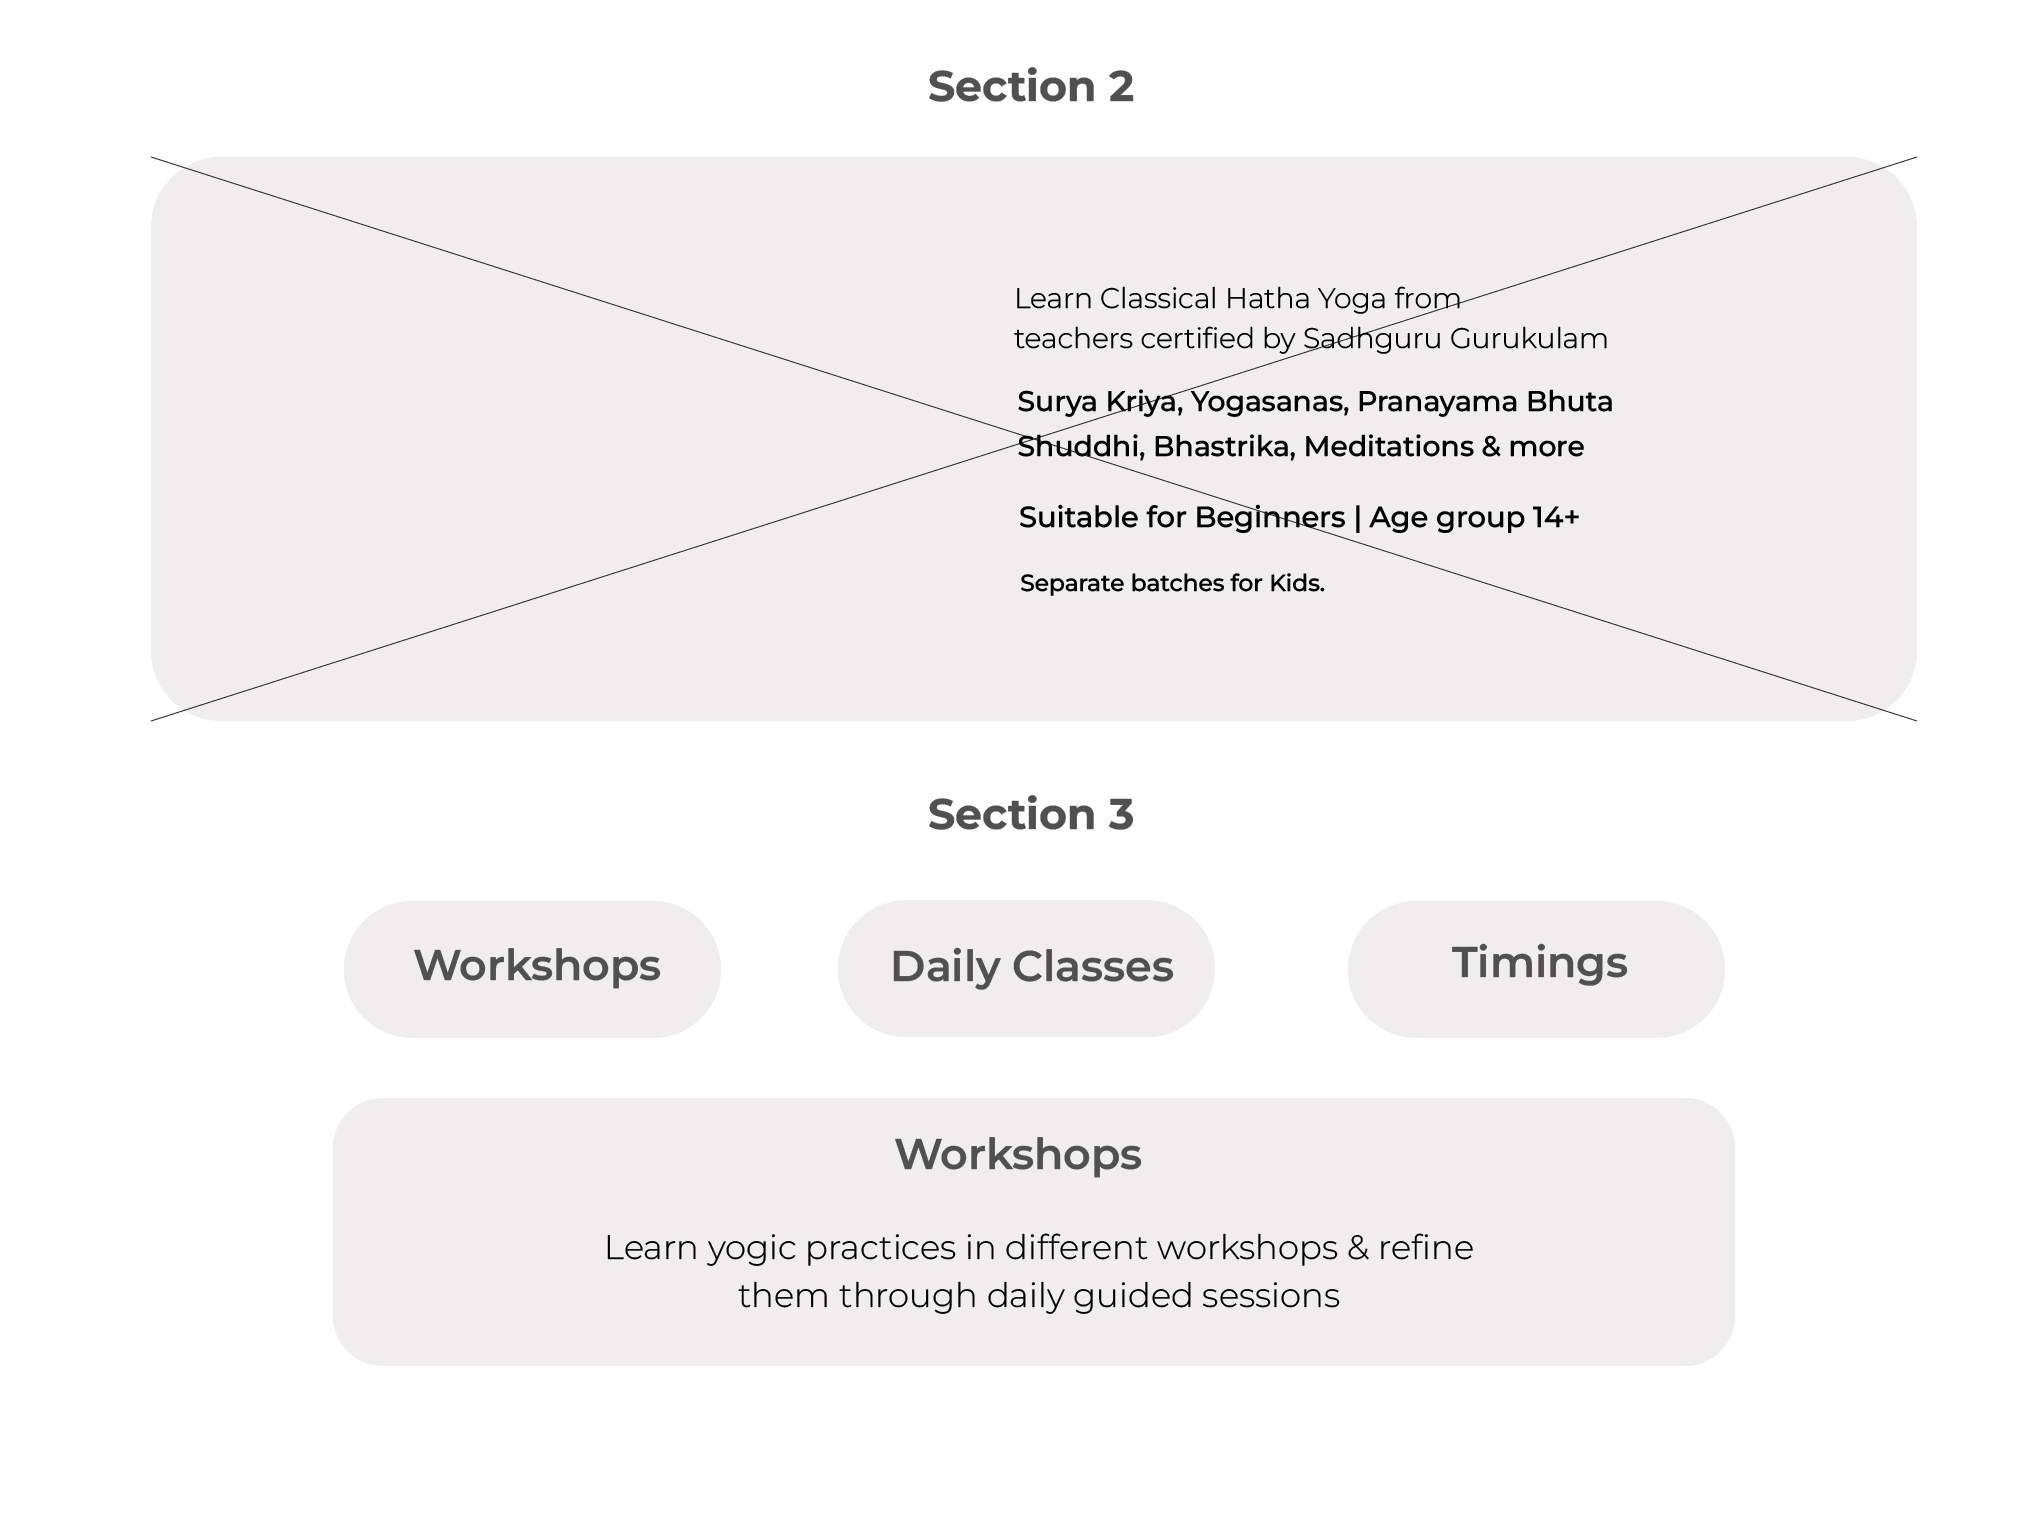 Section 2
Learn Classical Hatha Yoga from
teachers certified by Sadhguru Gurukulam
Surya Kriya, Yogasanas, Pranayama Bhuta
Shuddhi, Bhastrika, Meditations & more
Suitable for Beginners | Age group 14+
Separate batches for Kids.
Section 3
Workshops
Daily Classes
Timings
Workshops
Learn yogic practices in different workshops & refine
them through daily guided sessions